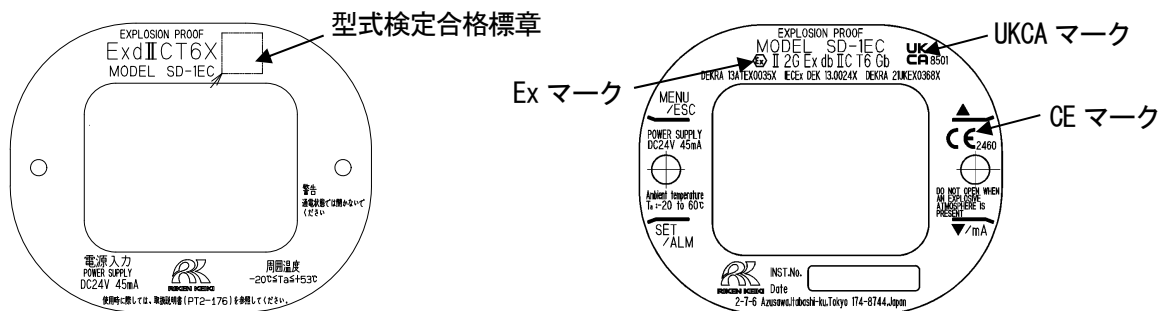 型式検定合格標章
EXPLOSION PROOF
ExdⅡCT6X
MODEL SD-1EC
警告
通電状態では開かないで
ください
電源入力
POWER SUPPLY
DC24V 45mA
RIKEN KEIKI
周囲温度
-20℃≦Ta≦+53℃
使用時に際しては、取扱説明書(PT2-176)を参照してください。
Ex マーク
UKCA マーク
CE マーク
EXPLOSION PROOF
MODEL SD-1EC
Ex Ⅱ 2G Ex db ⅡC T6 Gb
UK
CA 8501
DEKRA 13ATEX0035X IECEx DEK 13.0024X DEKRA 21UKEX0368X
MENU
/ESC
POWER SUPPLY
DC24V 45mA
Ambient temperature
Ta :-20 to 60℃
SET
/ALM
▲
CE 2460
DO NOT OPEN WHEN
AN EXPLOSIVE
ATMOSPHERE IS
PRESENT
▼/mA
RIKEN KEIKI
INST.No.
Date
2-7-6 Azusawa,Itabashi-ku,Tokyo 174-8744,Japan